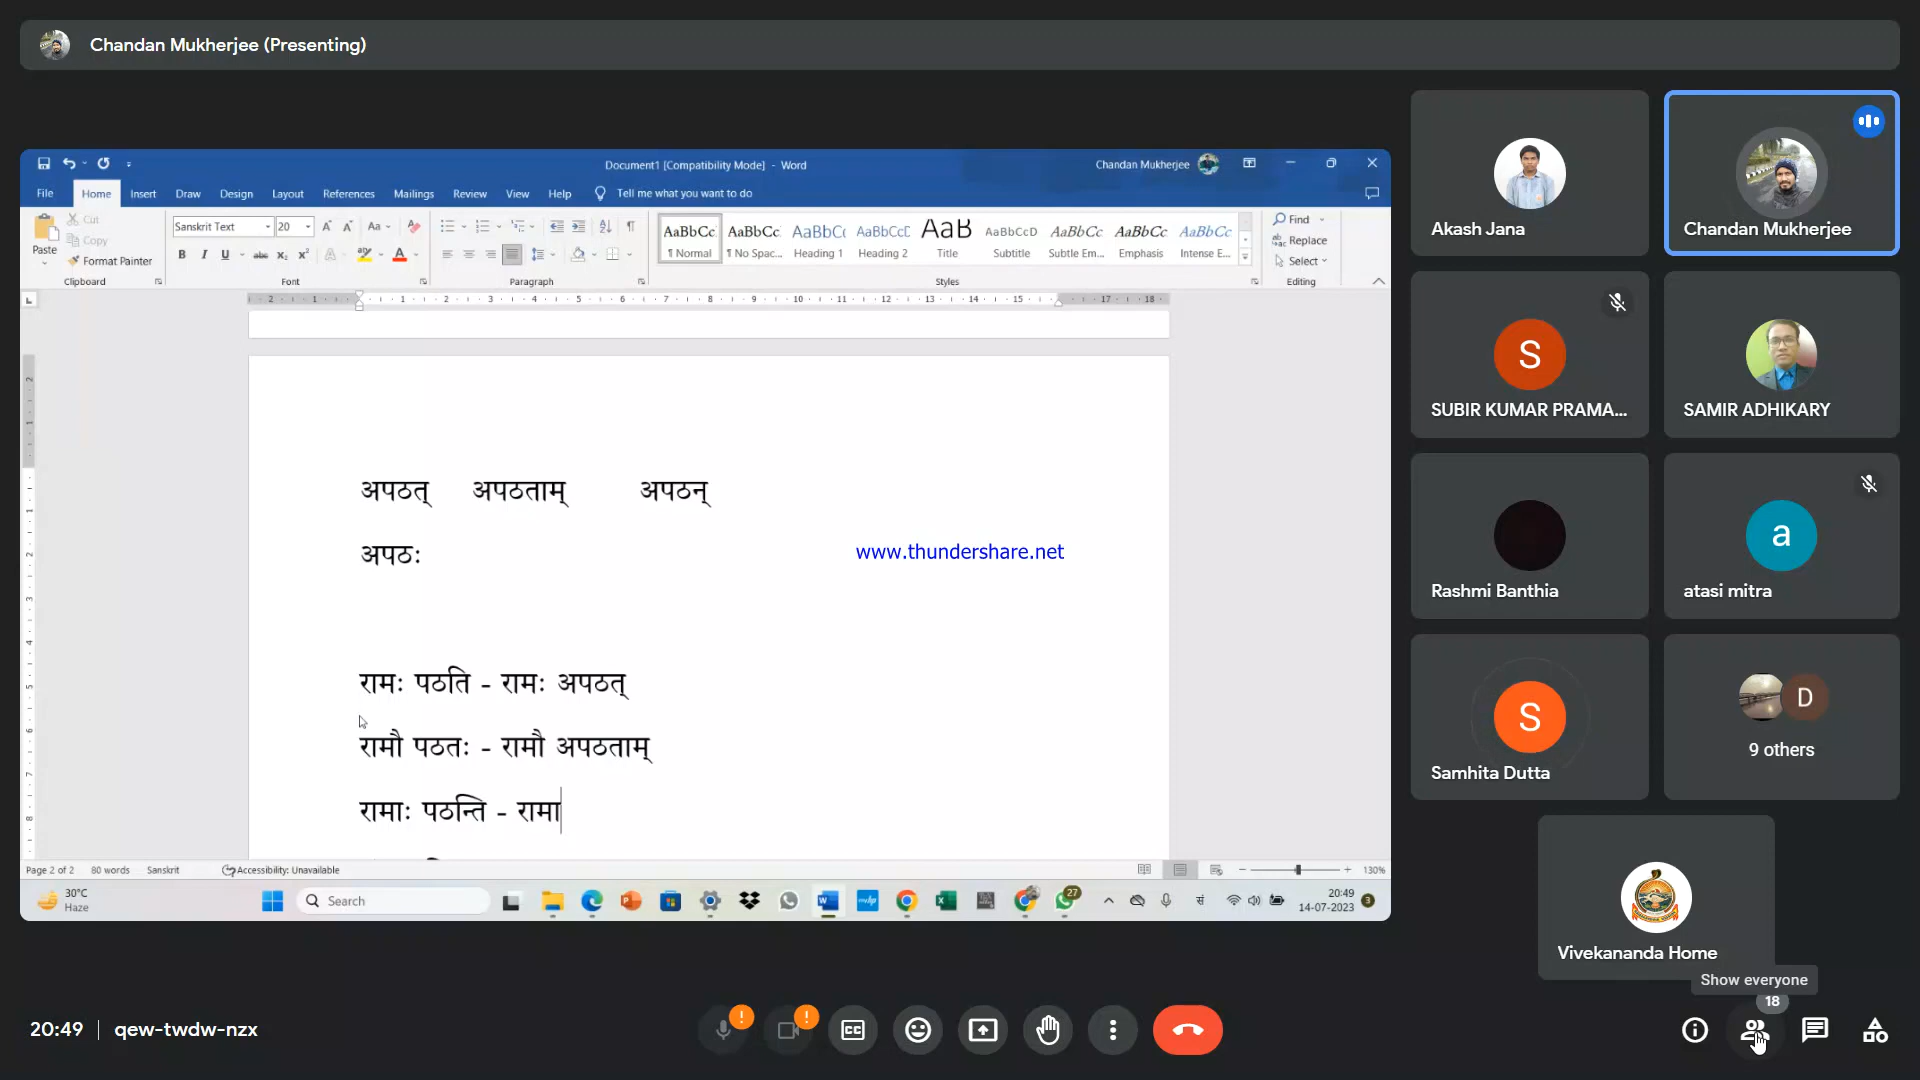 Chandan Mukherjee (Presenting)
Document1 [Compatibility Mode] - Word
Chandan Mukherjee
File Home Insert Draw Design Layout References Mailings Review View Help Tell me what you want to do
Paste
Cut
Copy
Format Painter
Clipboard
Sanskrit Text 20
Font
Paragraph
AaBbCc AaBbCc AaBbC( AaBbCcC AaB AaBbCcD AaBbCc AaBbCc AaBbCc
¶ Normal ¶ No Spac... Heading 1 Heading 2 Title Subtitle Subtle Em... Emphasis Intense E...
Styles
Find
Replace
Select
Editing
अपठत् अपठताम् अपठन्
अपठः
www.thundershare.net
रामः पठति - रामः अपठत्
रामौ पठतः - रामौ अपठताम्
रामाः पठन्ति - रामा
Page 2 of 2 80 words Sanskrit Accessibility: Unavailable 130%
30°C
Haze
Search
27
20:49
14-07-2023
3
Akash Jana
Chandan Mukherjee
S
SUBIR KUMAR PRAMA...
SAMIR ADHIKARY
Rashmi Banthia
a
atasi mitra
S
Samhita Dutta
D
9 others
Vivekananda Home
Show everyone
18
20:49 | qew-twdw-nzx